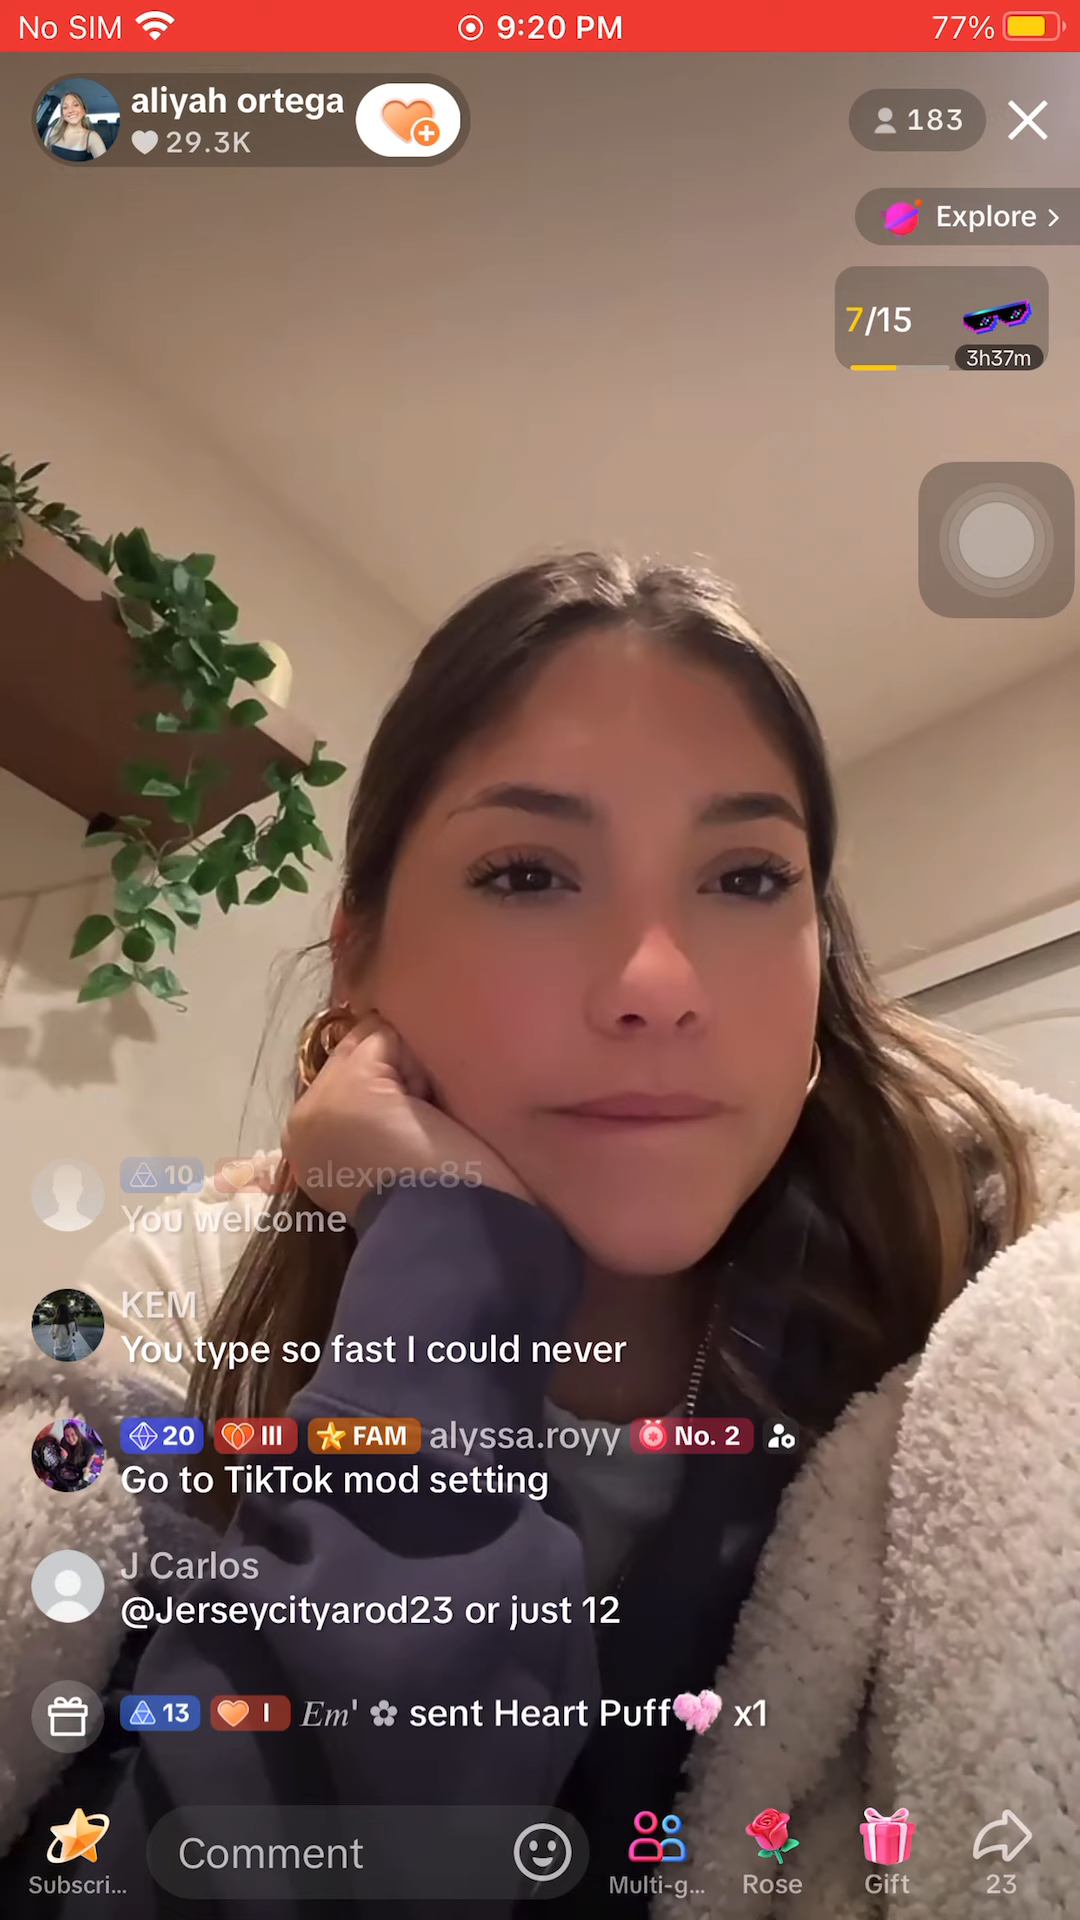 No SIM 9:20 PM 77%
aliyah ortega
29.3K
183
Explore >
7/15
3h37m
10 I alexpac85
You welcome
KEM
You type so fast I could never
20 III FAM alyssa.royy No. 2
Go to TikTok mod setting
J Carlos
@Jerseycityarod23 or just 12
13 I Em' ✿ sent Heart Puff x1
Comment
Subscri... Multi-g... Rose Gift 23